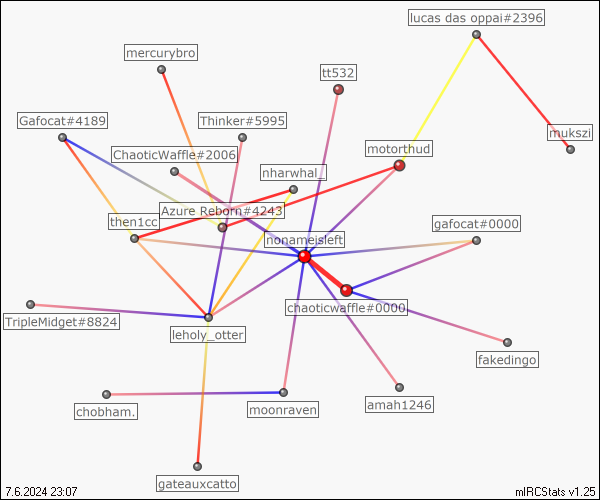 lucas das oppai#2396
mercurybro
tt532
Gafocat#4189
Thinker#5995
mukszi
ChaoticWaffle#2006
motorthud
nharwhal_
Azure Reborn#4243
then1cc
gafocat#0000
nonameisleft
chaoticwaffle#0000
TripleMidget#8824
leholy_otter
fakedingo
chobham.
moonraven
amah1246
gateauxcatto
7.6.2024 23:07
mIRCStats v1.25